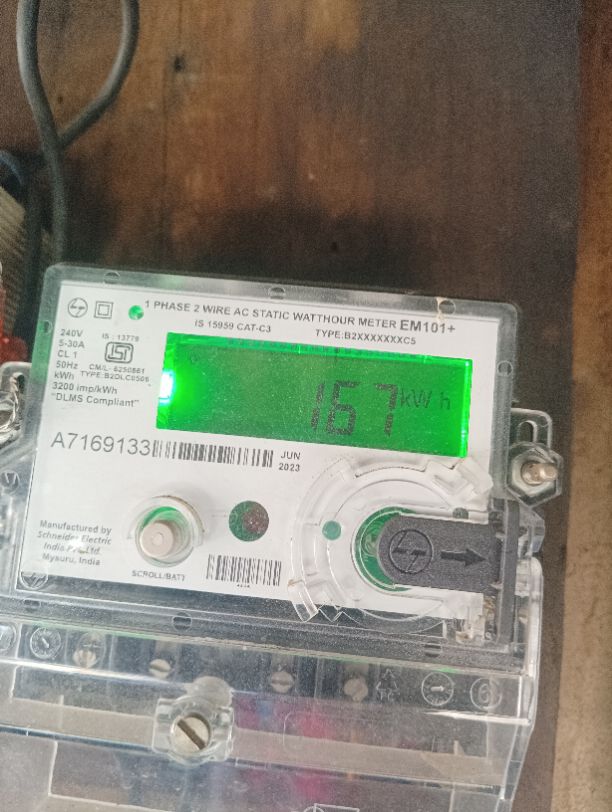 1 PHASE 2 WIRE AC STATIC WATTHOUR METER EM101+
IS 15959 CAT-C3 TYPE:B2XXXXXXXC5
240V
5-30A
CL 1
50Hz
kWh
3200 imp/kWh
"DLMS Compliant"
IS : 13779
ISI
CM/L- 6250861
TYPE:B2DLC0506
167 kWh
A7169133
JUN
2023
Manufactured by
Schneider Electric
India Pvt. Ltd.
Mysuru, India
SCROLL/BATT